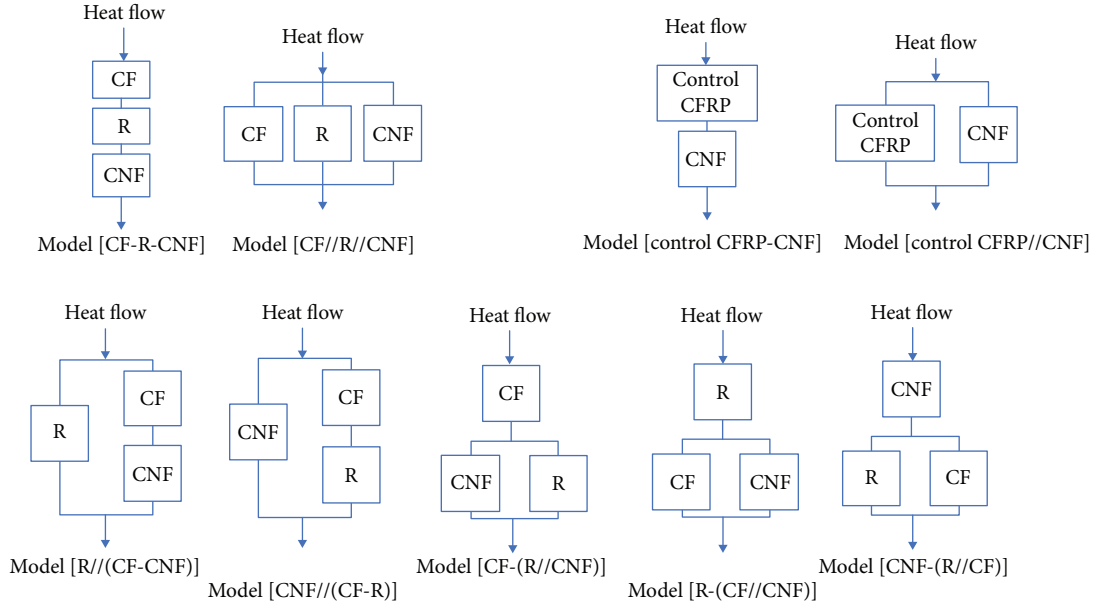 Heat flow
CF
R
CNF
Model [CF-R-CNF]
Heat flow
CF
R
CNF
Model [CF//R//CNF]
Heat flow
Control
CFRP
CNF
Model [control CFRP-CNF]
Heat flow
Control
CFRP
CNF
Model [control CFRP//CNF]
Heat flow
R
CF
CNF
Model [R//(CF-CNF)]
Heat flow
CNF
CF
R
Model [CNF//(CF-R)]
Heat flow
CF
CNF
R
Model [CF-(R//CNF)]
Heat flow
R
CF
CNF
Model [R-(CF//CNF)]
Heat flow
CNF
R
CF
Model [CNF-(R//CF)]